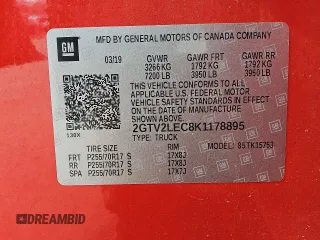 GM
MFD BY GENERAL MOTORS OF CANADA COMPANY
03/19 GVWR GAWR FRT GAWR RR
3266 KG 1792 KG 1792 KG
7200 LB 3950 LB 3950 LB
THIS VEHICLE CONFORMS TO ALL
APPLICABLE U.S. FEDERAL MOTOR
VEHICLE SAFETY STANDARDS IN
EFFECT ON THE DATE OF
MANUFACTURE SHOWN ABOVE.
2GTV2LEC8K1178895
TYPE: TRUCK
TIRE SIZE RIM
FRT P255/70R17 S 17X8J
RR P255/70R17 S 17X8J
SPA P255/70R17 S 17X7J
DREAMBID